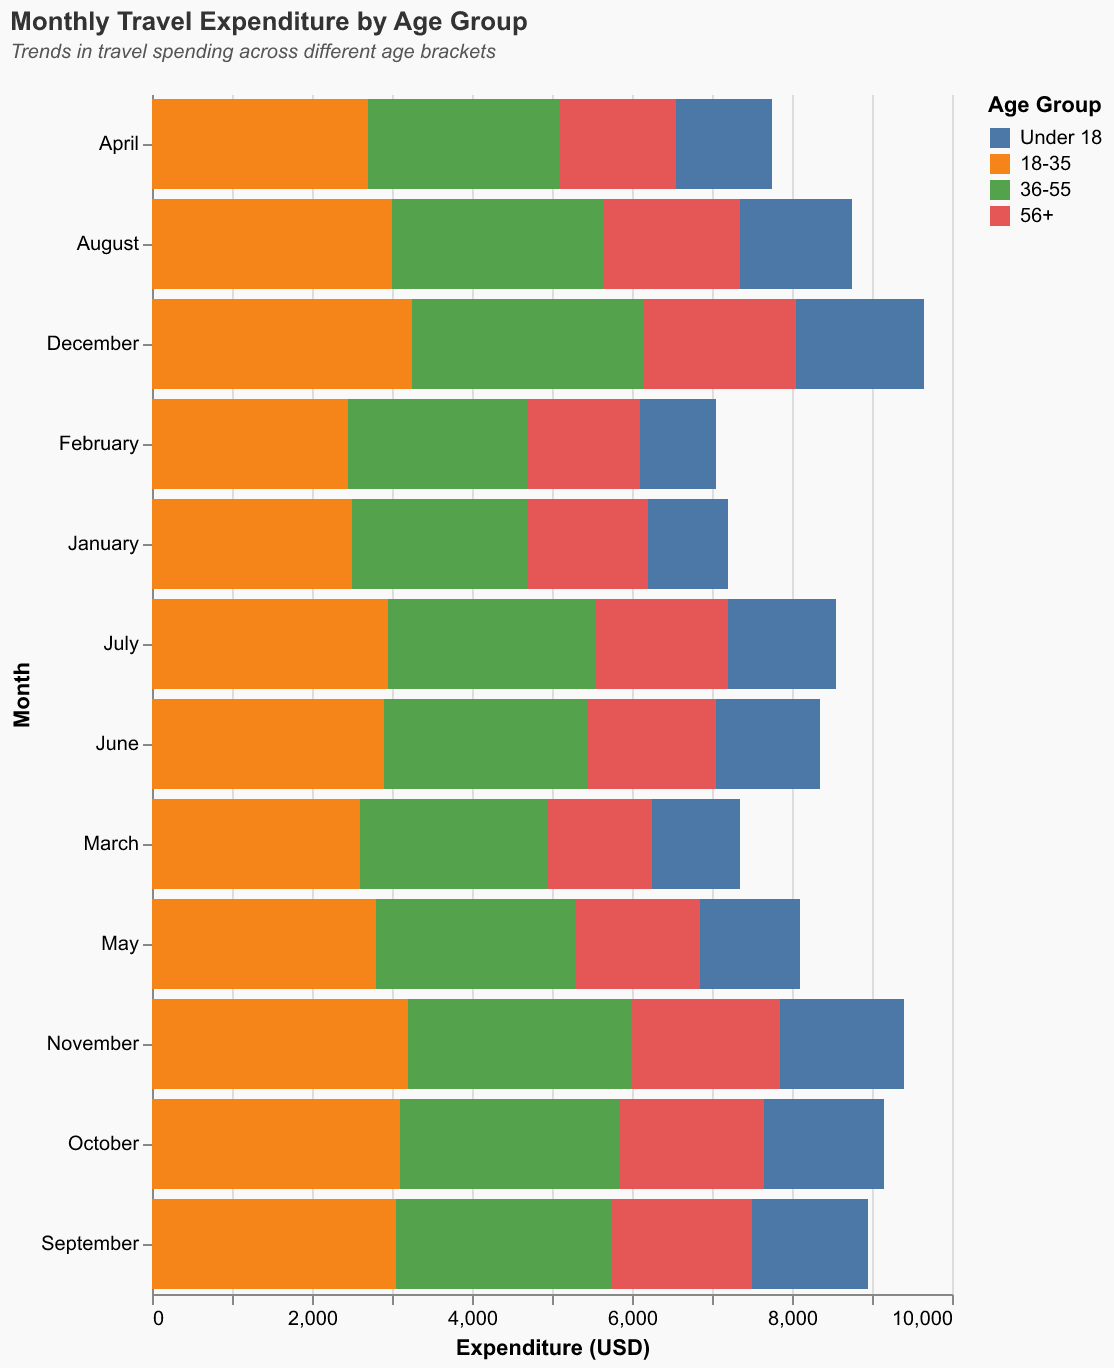 Monthly Travel Expenditure by Age Group
Trends in travel spending across different age brackets
Age Group
Under 18
18-35
36-55
56+
Month
April
August
December
February
January
July
June
March
May
November
October
September
0 2,000 4,000 6,000 8,000 10,000
Expenditure (USD)